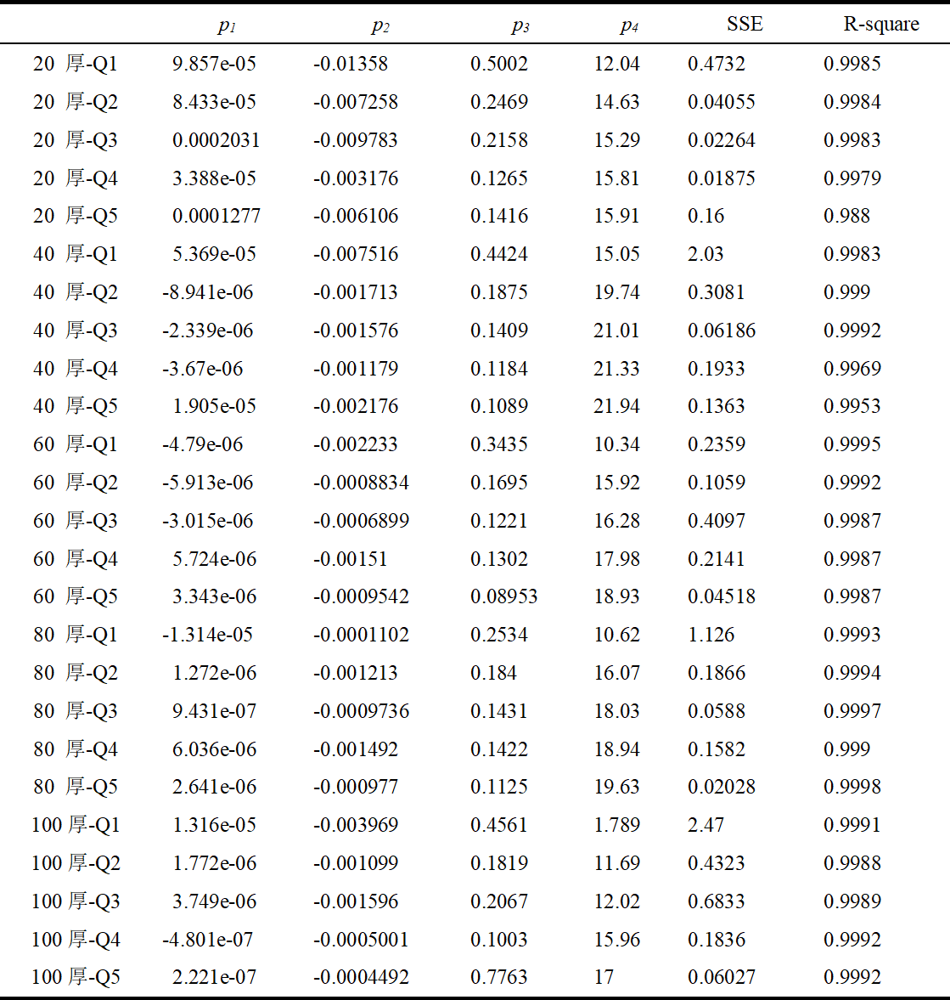 p1 p2 p3 p4 SSE R-square
20 厚-Q1 9.857e-05 -0.01358 0.5002 12.04 0.4732 0.9985
20 厚-Q2 8.433e-05 -0.007258 0.2469 14.63 0.04055 0.9984
20 厚-Q3 0.0002031 -0.009783 0.2158 15.29 0.02264 0.9983
20 厚-Q4 3.388e-05 -0.003176 0.1265 15.81 0.01875 0.9979
20 厚-Q5 0.0001277 -0.006106 0.1416 15.91 0.16 0.988
40 厚-Q1 5.369e-05 -0.007516 0.4424 15.05 2.03 0.9983
40 厚-Q2 -8.941e-06 -0.001713 0.1875 19.74 0.3081 0.999
40 厚-Q3 -2.339e-06 -0.001576 0.1409 21.01 0.06186 0.9992
40 厚-Q4 -3.67e-06 -0.001179 0.1184 21.33 0.1933 0.9969
40 厚-Q5 1.905e-05 -0.002176 0.1089 21.94 0.1363 0.9953
60 厚-Q1 -4.79e-06 -0.002233 0.3435 10.34 0.2359 0.9995
60 厚-Q2 -5.913e-06 -0.0008834 0.1695 15.92 0.1059 0.9992
60 厚-Q3 -3.015e-06 -0.0006899 0.1221 16.28 0.4097 0.9987
60 厚-Q4 5.724e-06 -0.00151 0.1302 17.98 0.2141 0.9987
60 厚-Q5 3.343e-06 -0.0009542 0.08953 18.93 0.04518 0.9987
80 厚-Q1 -1.314e-05 -0.0001102 0.2534 10.62 1.126 0.9993
80 厚-Q2 1.272e-06 -0.001213 0.184 16.07 0.1866 0.9994
80 厚-Q3 9.431e-07 -0.0009736 0.1431 18.03 0.0588 0.9997
80 厚-Q4 6.036e-06 -0.001492 0.1422 18.94 0.1582 0.999
80 厚-Q5 2.641e-06 -0.000977 0.1125 19.63 0.02028 0.9998
100 厚-Q1 1.316e-05 -0.003969 0.4561 1.789 2.47 0.9991
100 厚-Q2 1.772e-06 -0.001099 0.1819 11.69 0.4323 0.9988
100 厚-Q3 3.749e-06 -0.001596 0.2067 12.02 0.6833 0.9989
100 厚-Q4 -4.801e-07 -0.0005001 0.1003 15.96 0.1836 0.9992
100 厚-Q5 2.221e-07 -0.0004492 0.7763 17 0.06027 0.9992